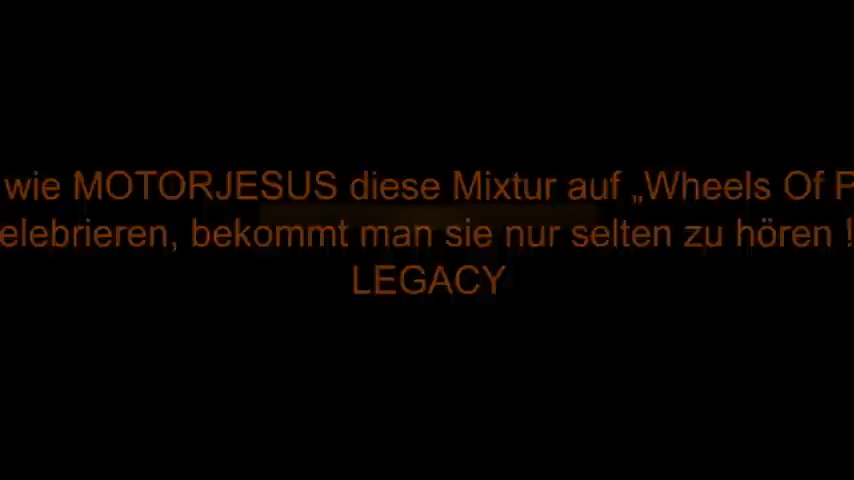 wie MOTORJESUS diese Mixtur auf „Wheels Of P
elebrieren, bekommt man sie nur selten zu hören !
LEGACY